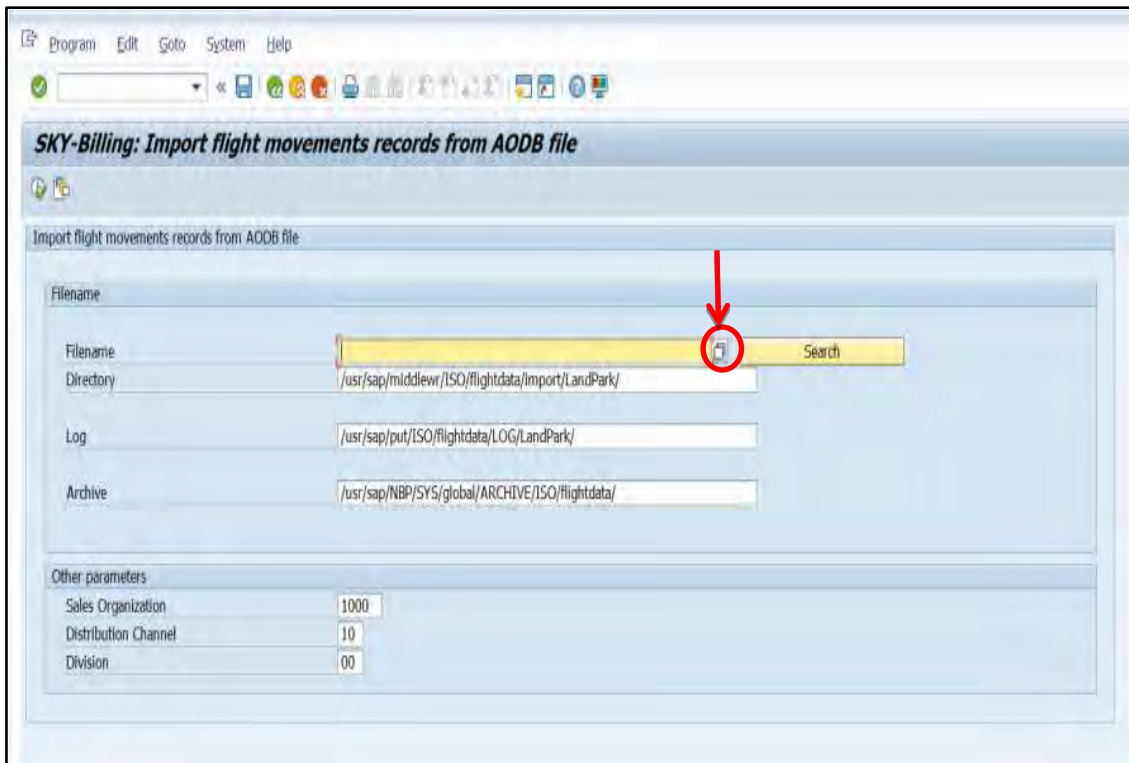 Program Edit Goto System Help
SKY-Billing: Import flight movements records from AODB file
Import flight movements records from AODB file
Filename
Filename Search
Directory /usr/sap/middlewr/ISO/flightdata/import/LandPark/
Log /usr/sap/put/ISO/flightdata/LOG/LandPark/
Archive /usr/sap/NBP/SYS/global/ARCHIVE/ISO/flightdata/
Other parameters
Sales Organization 1000
Distribution Channel 10
Division 00